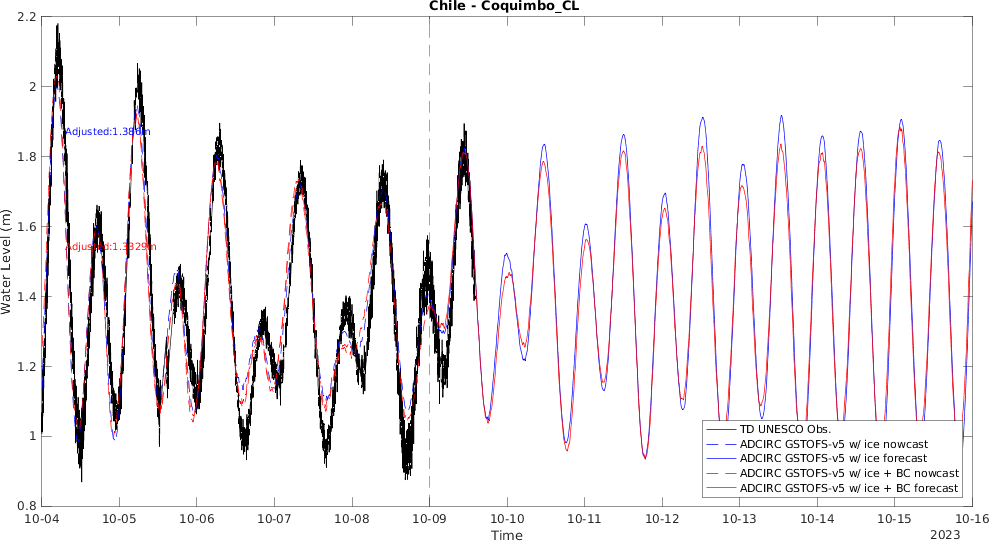 Chile - Coquimbo_CL
Water Level (m)
2.2
2
1.8
1.6
1.4
1.2
1
0.8
Adjusted:1.386m
Adjusted:1.3329m
TD UNESCO Obs.
ADCIRC GSTOFS-v5 w/ ice nowcast
ADCIRC GSTOFS-v5 w/ ice forecast
ADCIRC GSTOFS-v5 w/ ice + BC nowcast
ADCIRC GSTOFS-v5 w/ ice + BC forecast
10-04 10-05 10-06 10-07 10-08 10-09 10-10 10-11 10-12 10-13 10-14 10-15 10-16
Time
2023